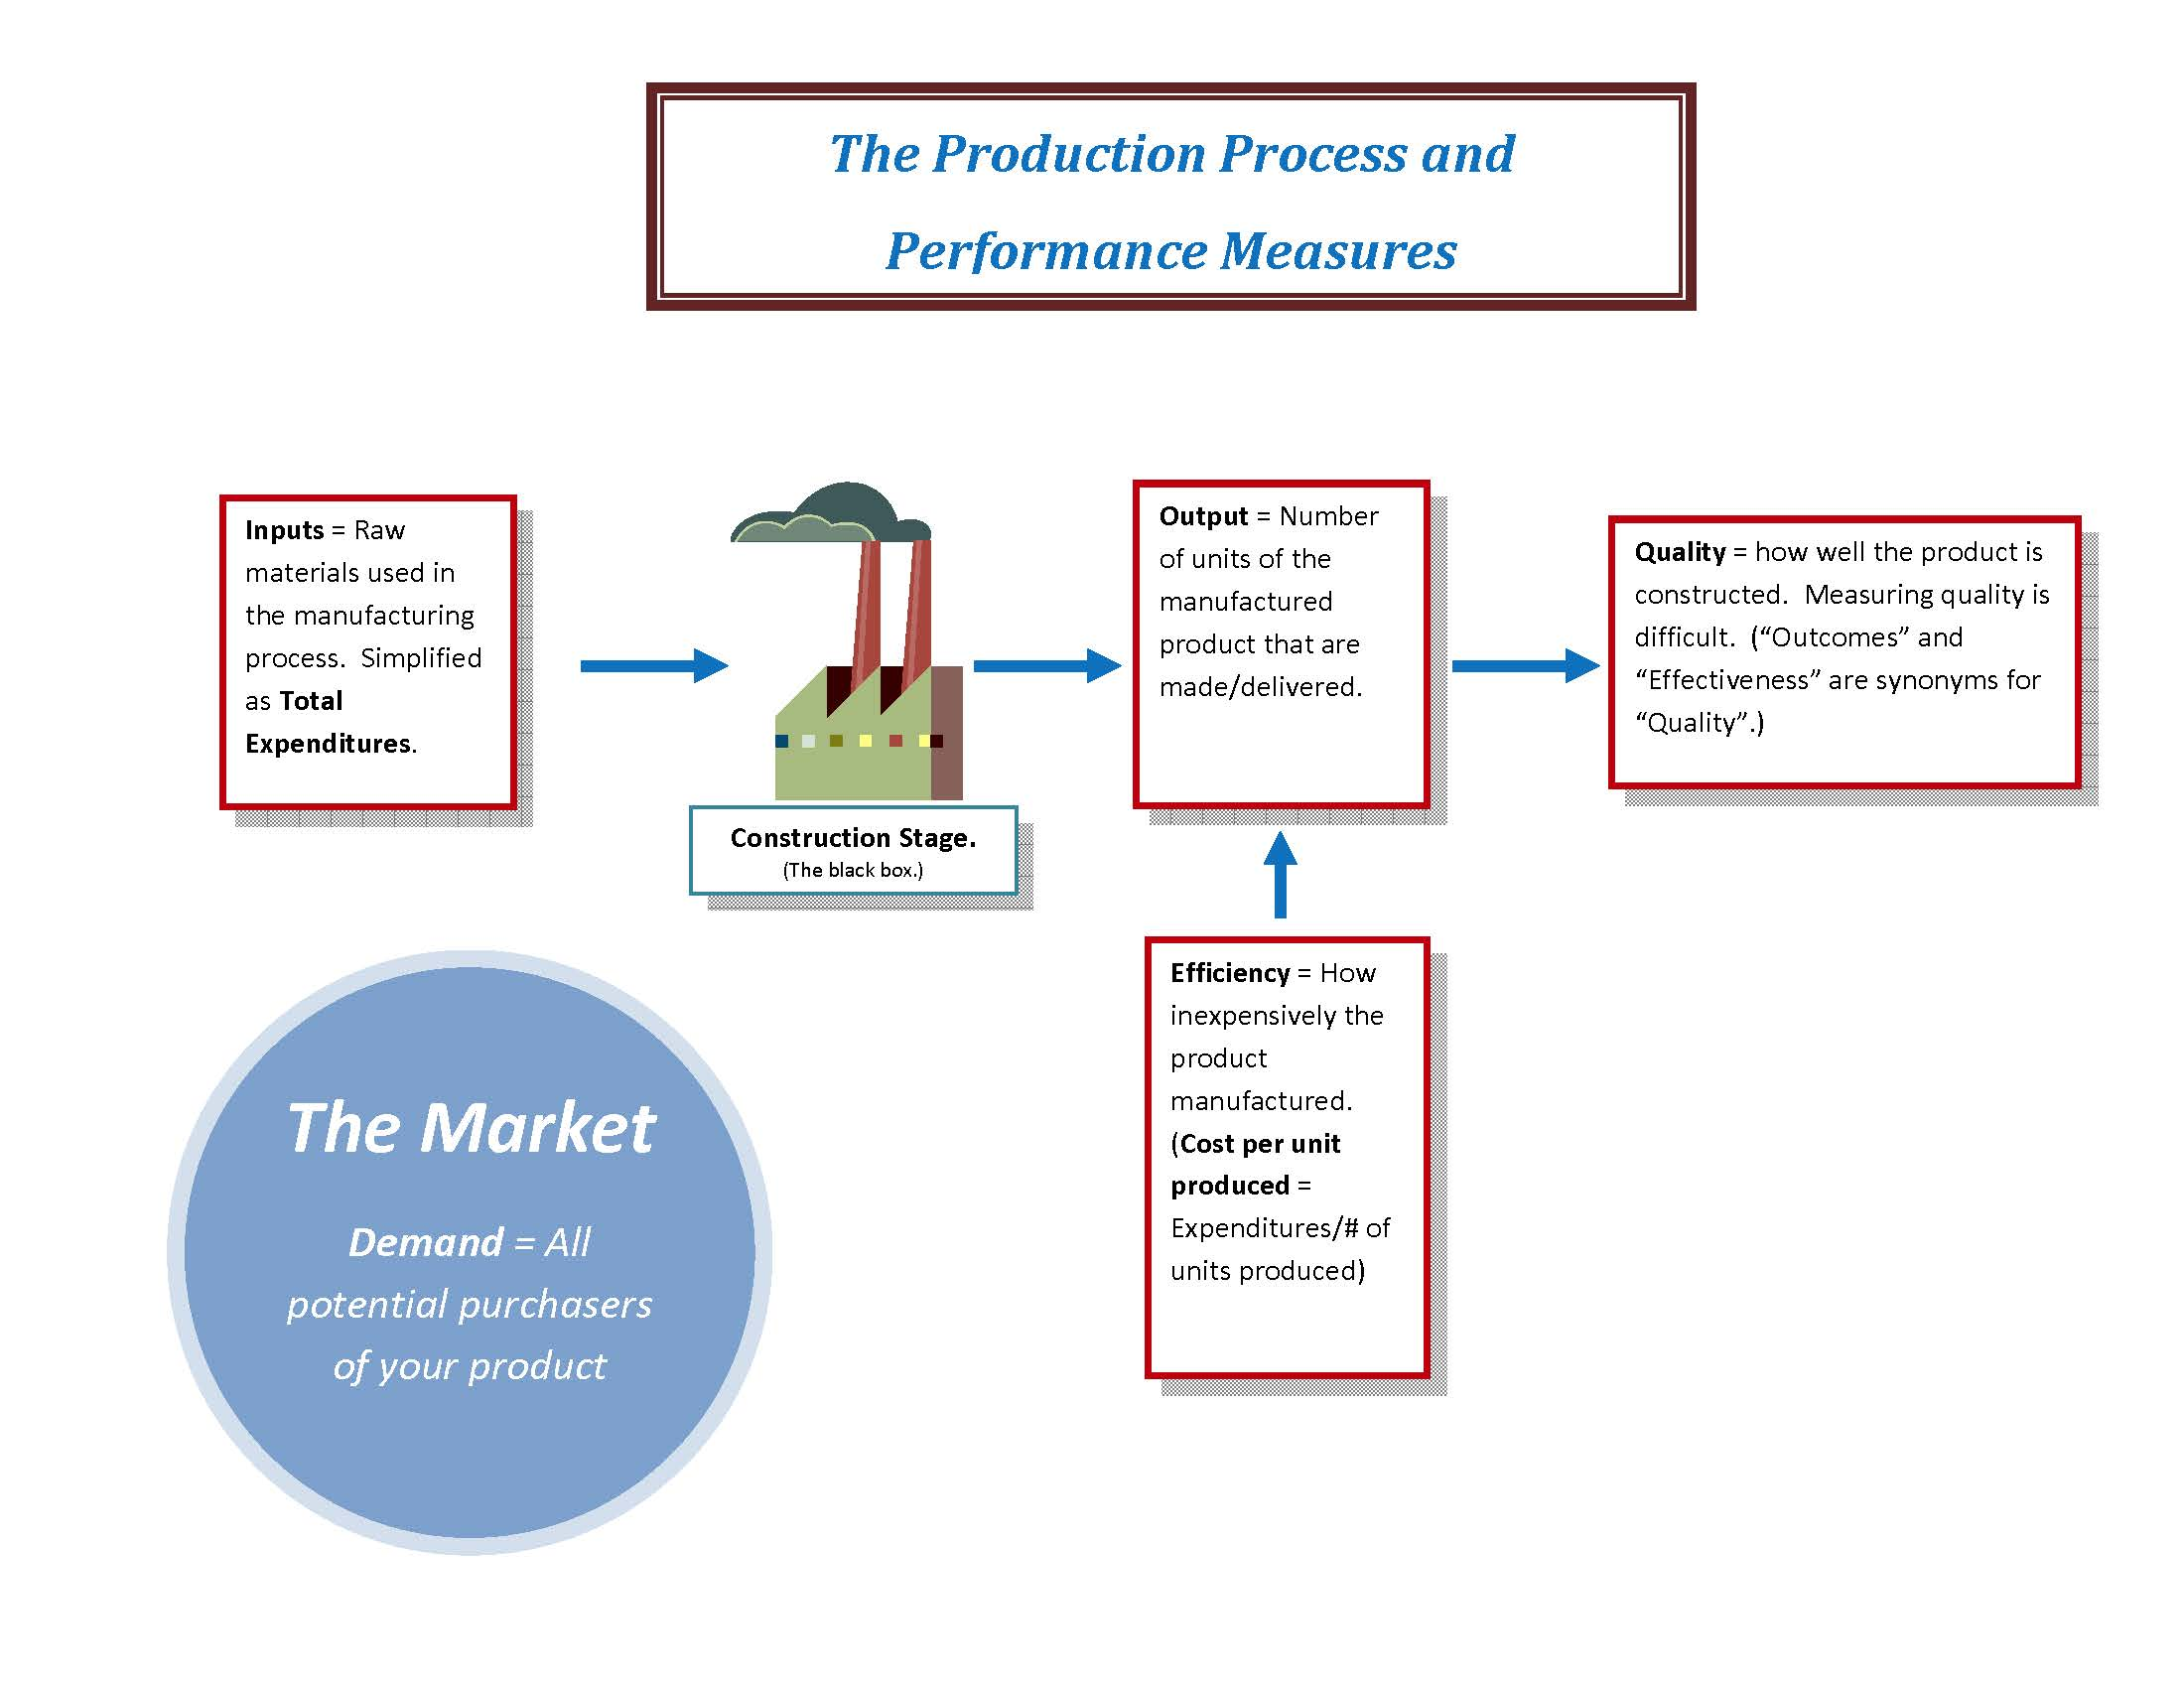 The Production Process and
Performance Measures
Inputs = Raw
materials used in
the manufacturing
process.  Simplified
as Total
Expenditures.
Construction Stage.
(The black box.)
Output = Number
of units of the
manufactured
product that are
made/delivered.
Quality = how well the product is
constructed.  Measuring quality is
difficult.  (“Outcomes” and
“Effectiveness” are synonyms for
“Quality”.)
Efficiency = How
inexpensively the
product
manufactured.
(Cost per unit
produced =
Expenditures/# of
units produced)
The Market
Demand = All
potential purchasers
of your product